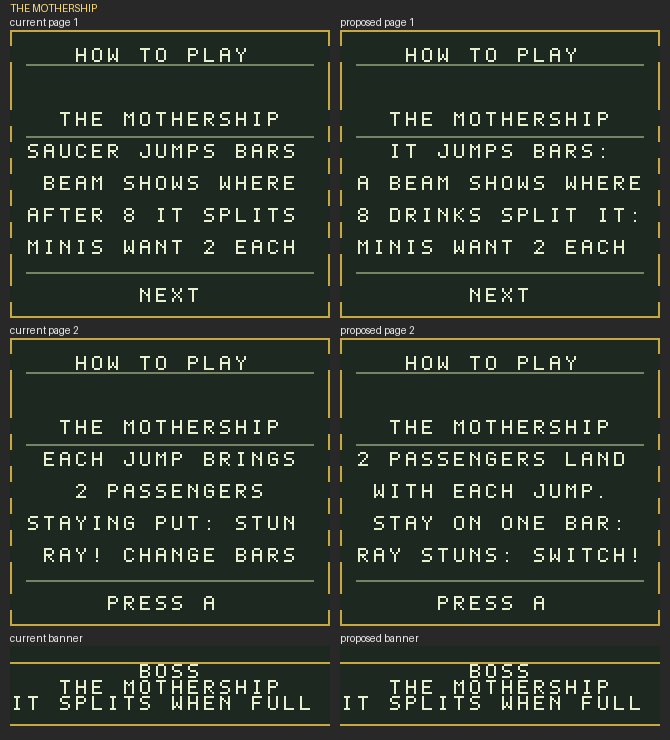 THE MOTHERSHIP
current page 1
HOW TO PLAY
THE MOTHERSHIP
SAUCER JUMPS BARS
BEAM SHOWS WHERE
AFTER 8 IT SPLITS
MINIS WANT 2 EACH
NEXT
proposed page 1
HOW TO PLAY
THE MOTHERSHIP
IT JUMPS BARS:
A BEAM SHOWS WHERE
8 DRINKS SPLIT IT:
MINIS WANT 2 EACH
NEXT
current page 2
HOW TO PLAY
THE MOTHERSHIP
EACH JUMP BRINGS
2 PASSENGERS
STAYING PUT: STUN
RAY! CHANGE BARS
PRESS A
proposed page 2
HOW TO PLAY
THE MOTHERSHIP
2 PASSENGERS LAND
WITH EACH JUMP.
STAY ON ONE BAR:
RAY STUNS: SWITCH!
PRESS A
current banner
BOSS
THE MOTHERSHIP
IT SPLITS WHEN FULL
proposed banner
BOSS
THE MOTHERSHIP
IT SPLITS WHEN FULL